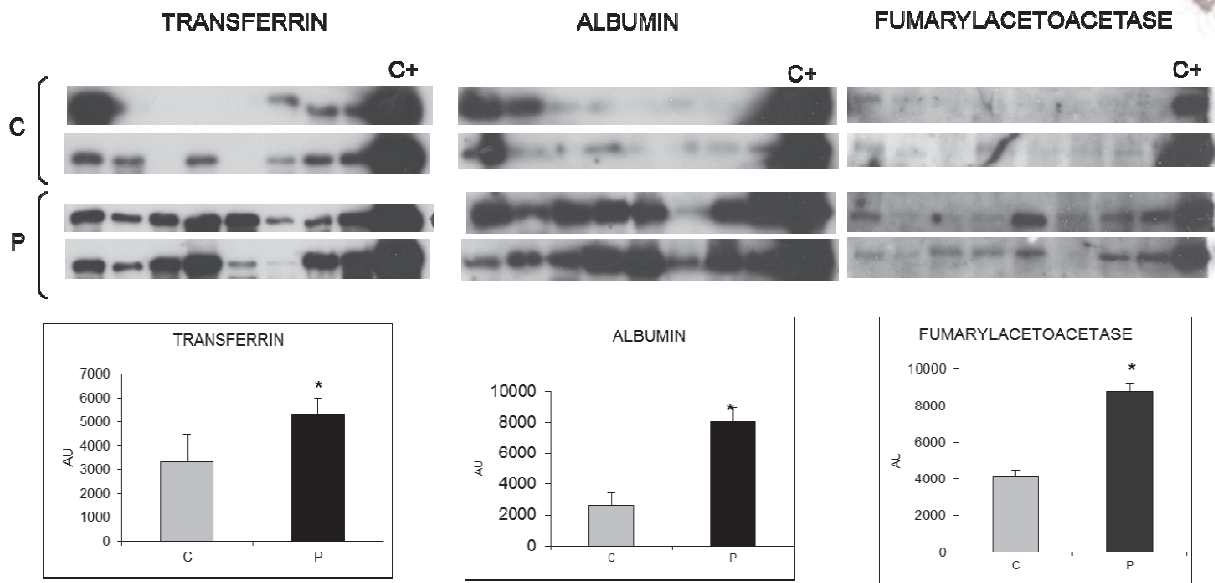 TRANSFERRIN
ALBUMIN
FUMARYLACETOACETASE
C+
C+
C+
C
P
TRANSFERRIN
7000
6000
5000
4000
3000
2000
1000
0
AU
*
C
P
ALBUMIN
10000
8000
6000
4000
2000
0
AU
*
C
P
FUMARYLACETOACETASE
10000
8000
6000
4000
2000
0
AU
*
C
P